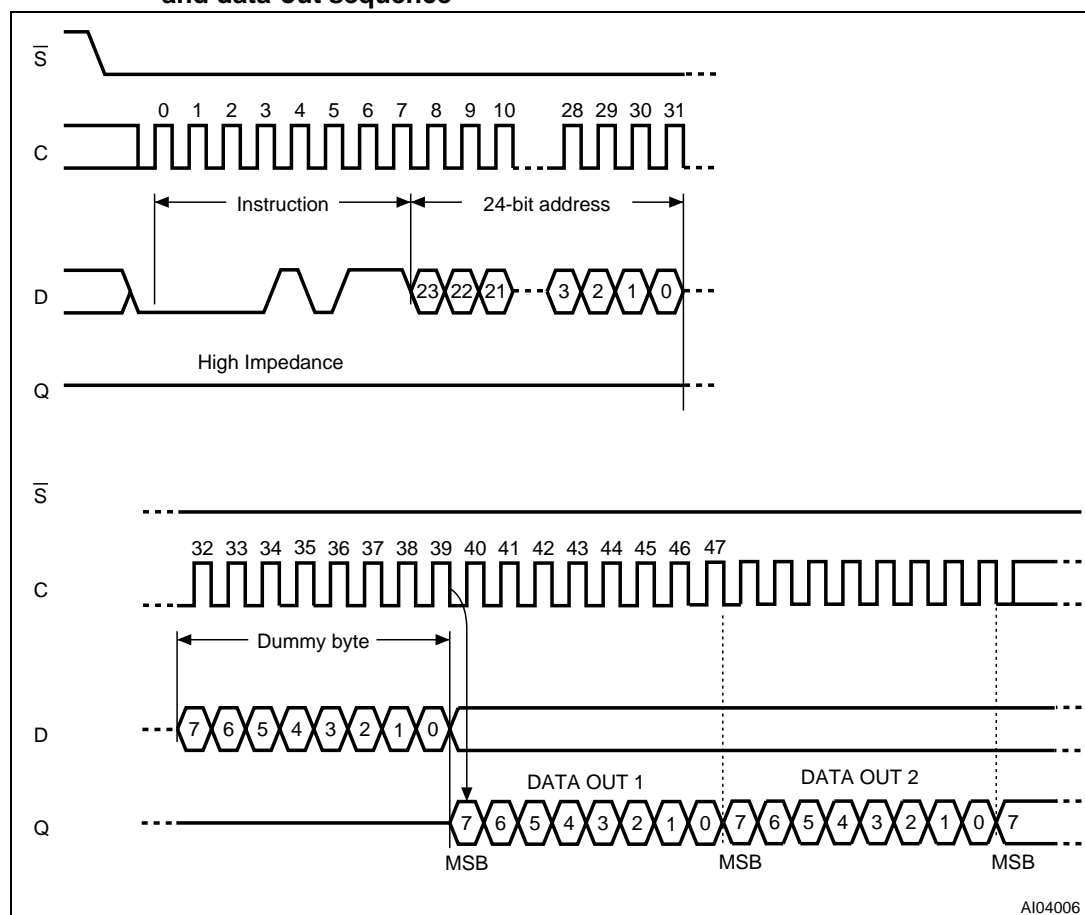 and data-out sequence
S
0 1 2 3 4 5 6 7 8 9 10 28 29 30 31
C
Instruction 24-bit address
D 23 22 21 3 2 1 0
High Impedance
Q
S
32 33 34 35 36 37 38 39 40 41 42 43 44 45 46 47
C
Dummy byte
D 7 6 5 4 3 2 1 0
DATA OUT 1 DATA OUT 2
Q 7 6 5 4 3 2 1 0 7 6 5 4 3 2 1 0 7
MSB MSB MSB
AI04006